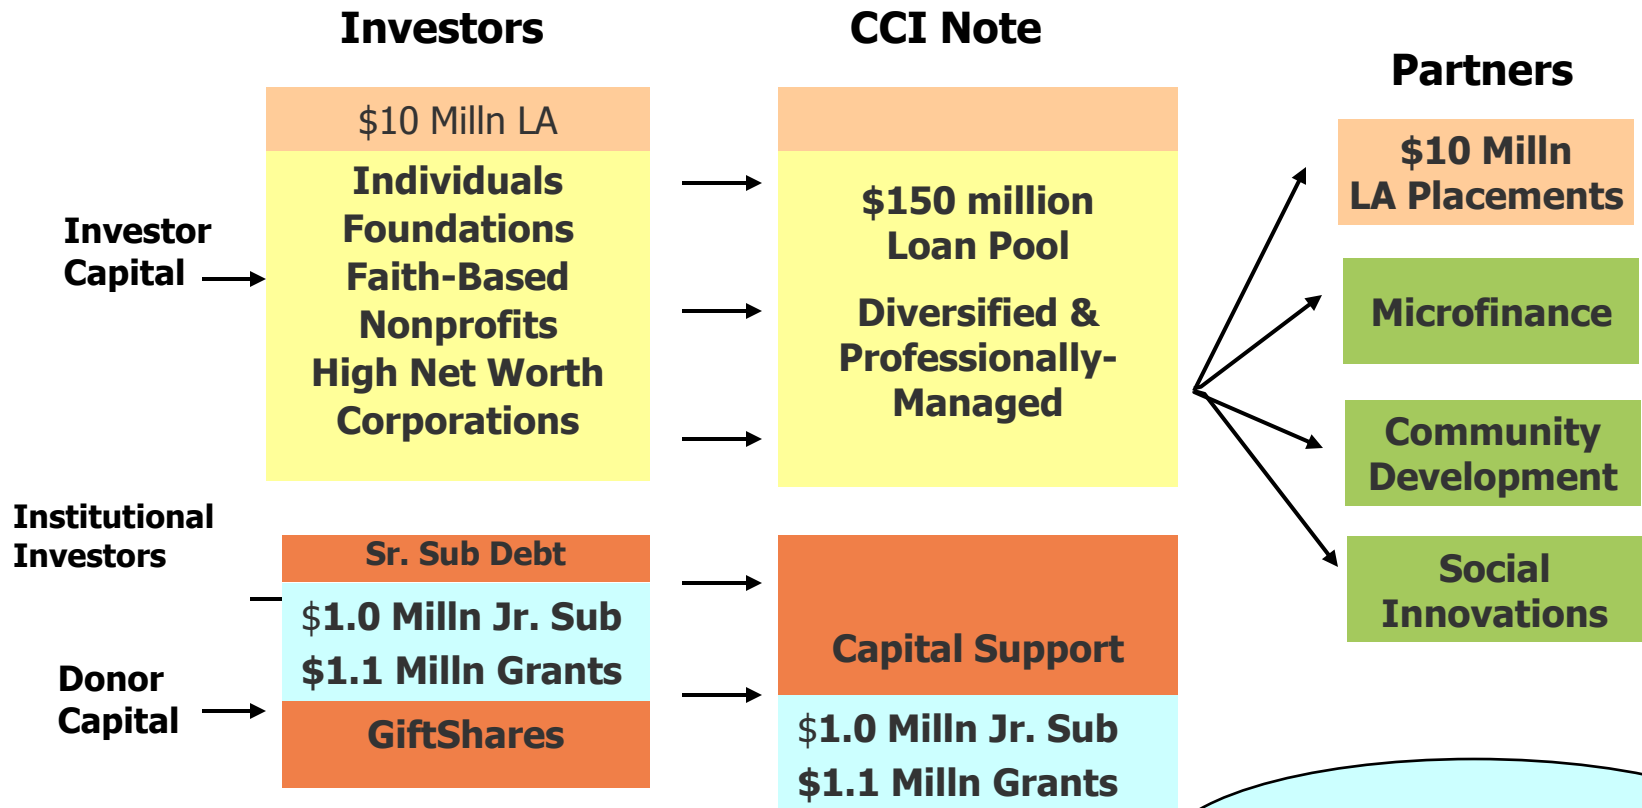 Investors
CCI Note
Partners
Investor
Capital
$10 Milln LA
Individuals
Foundations
Faith-Based
Nonprofits
High Net Worth
Corporations
$150 million
Loan Pool
Diversified &
Professionally-
Managed
$10 Milln
LA Placements
Microfinance
Community
Development
Social
Innovations
Institutional
Investors
Donor
Capital
Sr. Sub Debt
$1.0 Milln Jr. Sub
$1.1 Milln Grants
GiftShares
Capital Support
$1.0 Milln Jr. Sub
$1.1 Milln Grants